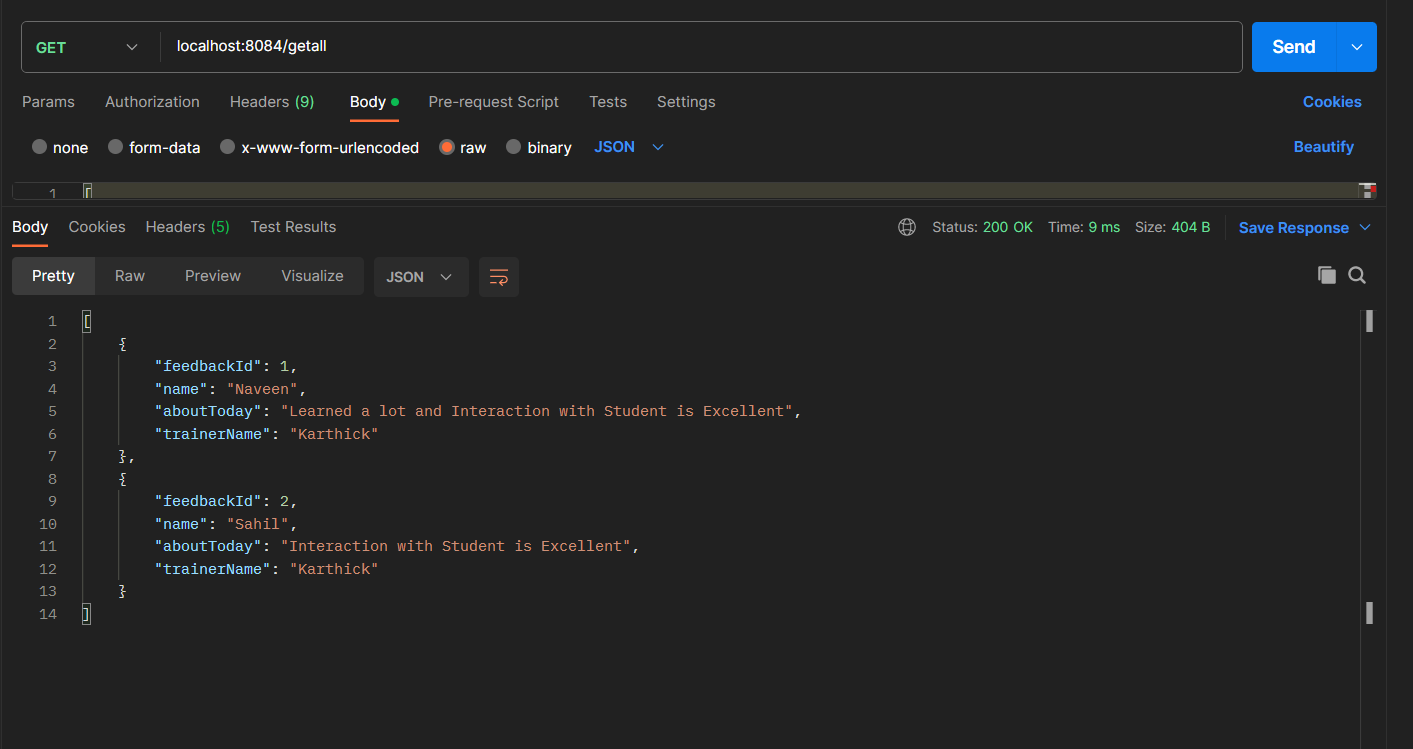 GET localhost:8084/getall Send
Params Authorization Headers (9) Body Pre-request Script Tests Settings Cookies
none form-data x-www-form-urlencoded raw binary JSON Beautify
1 [
Body Cookies Headers (5) Test Results Status: 200 OK Time: 9 ms Size: 404 B Save Response
Pretty Raw Preview Visualize JSON
1 [
2 {
3 "feedbackId": 1,
4 "name": "Naveen",
5 "aboutToday": "Learned a lot and Interaction with Student is Excellent",
6 "trainerName": "Karthick"
7 },
8 {
9 "feedbackId": 2,
10 "name": "Sahil",
11 "aboutToday": "Interaction with Student is Excellent",
12 "trainerName": "Karthick"
13 }
14 ]